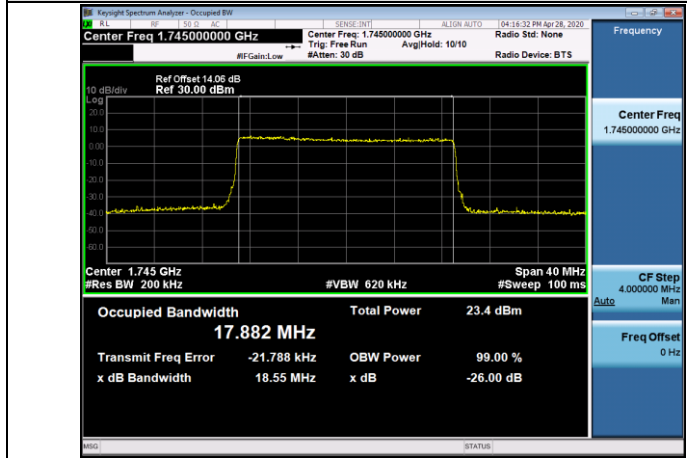 Keysight Spectrum Analyzer - Occupied BW
RL RF 50 Ω AC SENSE:INT ALIGN AUTO 04:16:32 PM Apr 28, 2020
Center Freq 1.745000000 GHz Center Freq: 1.745000000 GHz Radio Std: None Frequency
Trig: Free Run Avg|Hold: 10/10
#IFGain:Low #Atten: 30 dB Radio Device: BTS
Ref Offset 14.06 dB
10 dB/div Ref 30.00 dBm
Log
20.0
10.0
0.00
-10.0
-20.0
-30.0
-40.0
-50.0
-60.0
Center Freq
1.745000000 GHz
Center 1.745 GHz Span 40 MHz
#Res BW 200 kHz #VBW 620 kHz #Sweep 100 ms
CF Step
4.000000 MHz
Auto Man
Occupied Bandwidth Total Power 23.4 dBm
17.882 MHz
Transmit Freq Error -21.788 kHz OBW Power 99.00 %
x dB Bandwidth 18.55 MHz x dB -26.00 dB
Freq Offset
0 Hz
MSG STATUS